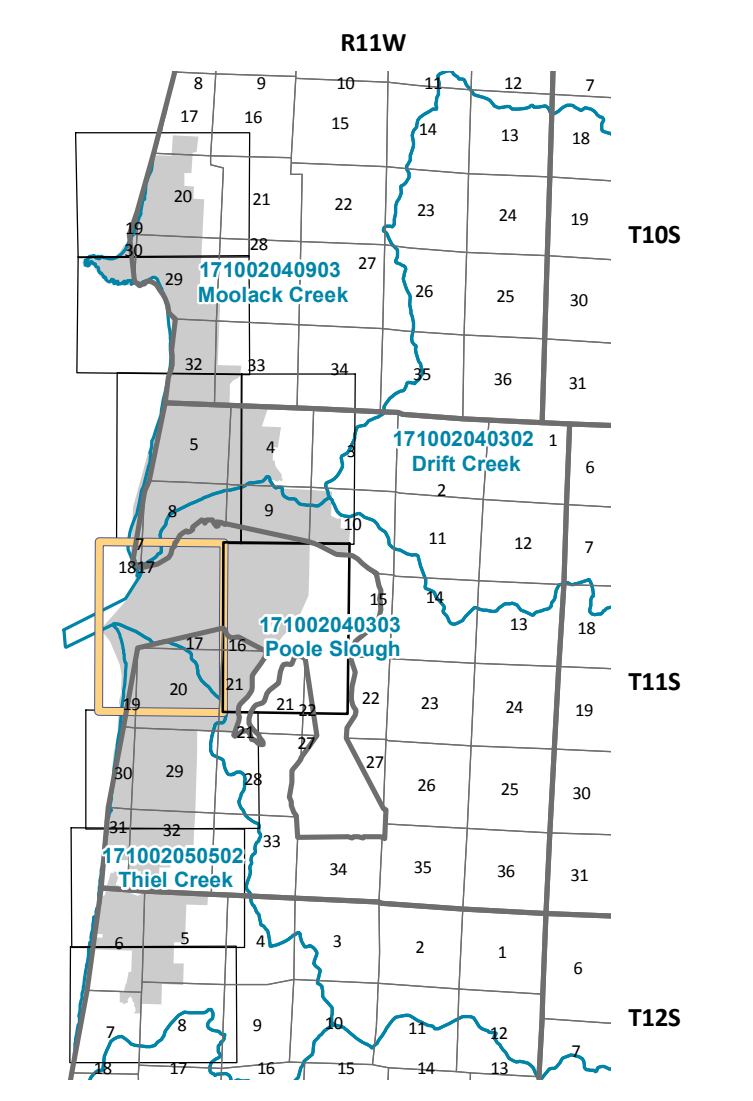 R11W
8 9 10 11 12 7
17 16 15 14 13 18
20 21 22 23 24 19
T10S
19
30 28
27
171002040903
Moolack Creek
29 26 25 30
32 33 34 35 36 31
5 4 3
171002040302
Drift Creek
1
6
2
8 9 10
11 12 7
7
18 17
15 14
13 18
171002040303
Poole Slough
17 16
T11S
20 21
19 21 22 22 23 24 19
21 27
27
30 29 28 26 25 30
31 32 33
171002050502
Thiel Creek
34 35 36 31
6 5 4 3 2 1
6
T12S
7 8 9 10 11 12
7
18 17 16 15 14 13